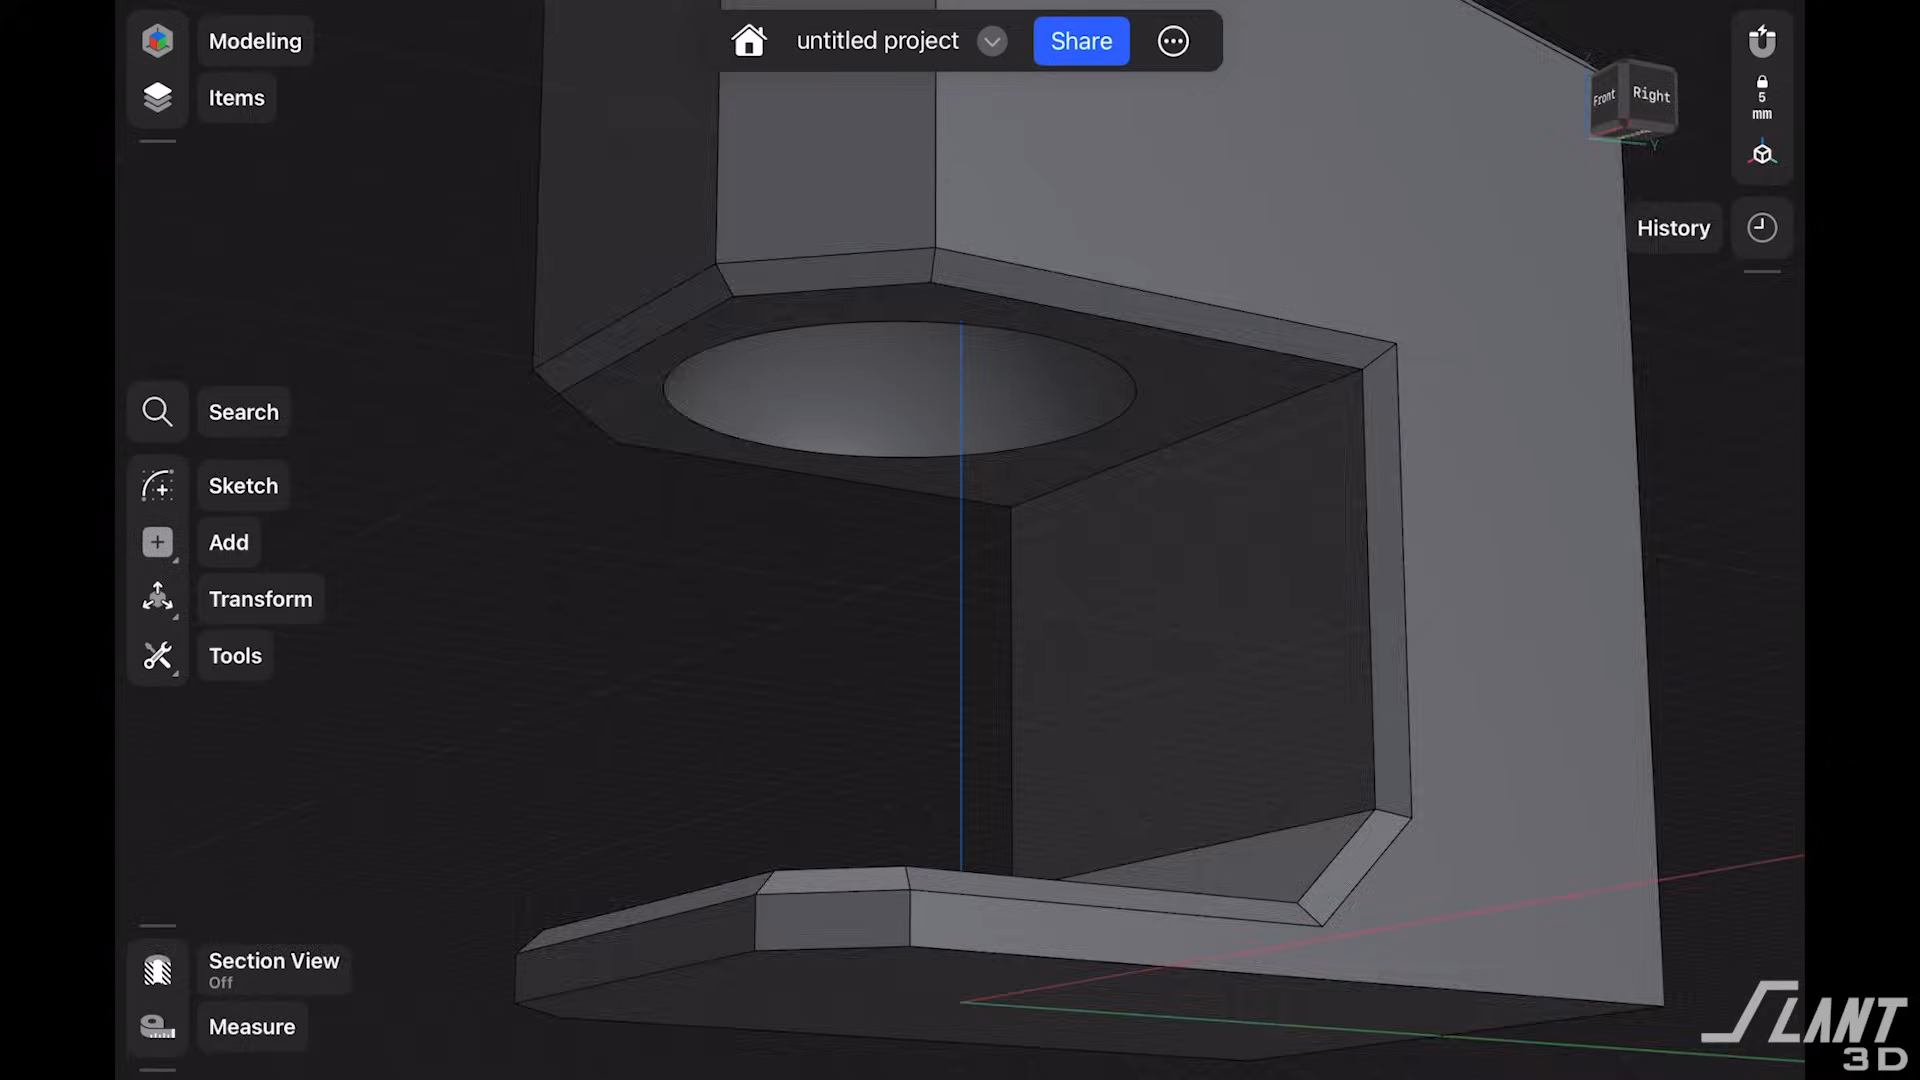 Modeling
Items
untitled project
Share
Front
Right
Y
5
mm
History
Search
Sketch
Add
Transform
Tools
Section View
Off
Measure
SLANT
3D